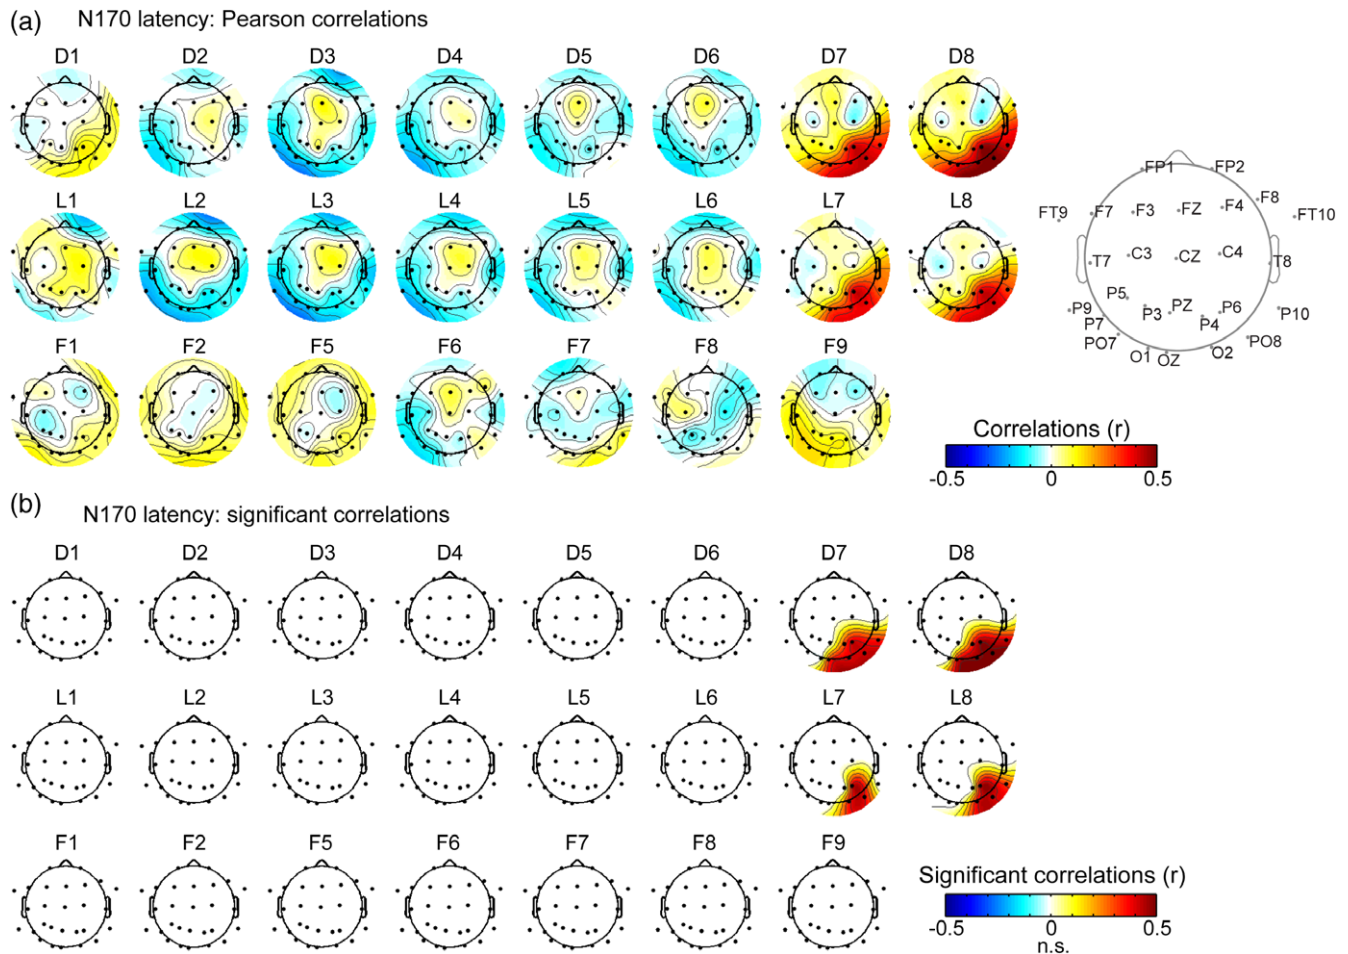 (a) N170 latency: Pearson correlations
D1 D2 D3 D4 D5 D6 D7 D8
L1 L2 L3 L4 L5 L6 L7 L8
F1 F2 F5 F6 F7 F8 F9
FP1 FP2
F8
FT9 F7 F3 FZ F4 FT10
T7 C3 CZ C4 T8
P5
P9 P3 PZ P6 P10
P7 P4
PO7 PO8
O1 OZ O2
Correlations (r)
-0.5 0 0.5
(b) N170 latency: significant correlations
D1 D2 D3 D4 D5 D6 D7 D8
L1 L2 L3 L4 L5 L6 L7 L8
F1 F2 F5 F6 F7 F8 F9
Significant correlations (r)
-0.5 0 0.5
n.s.